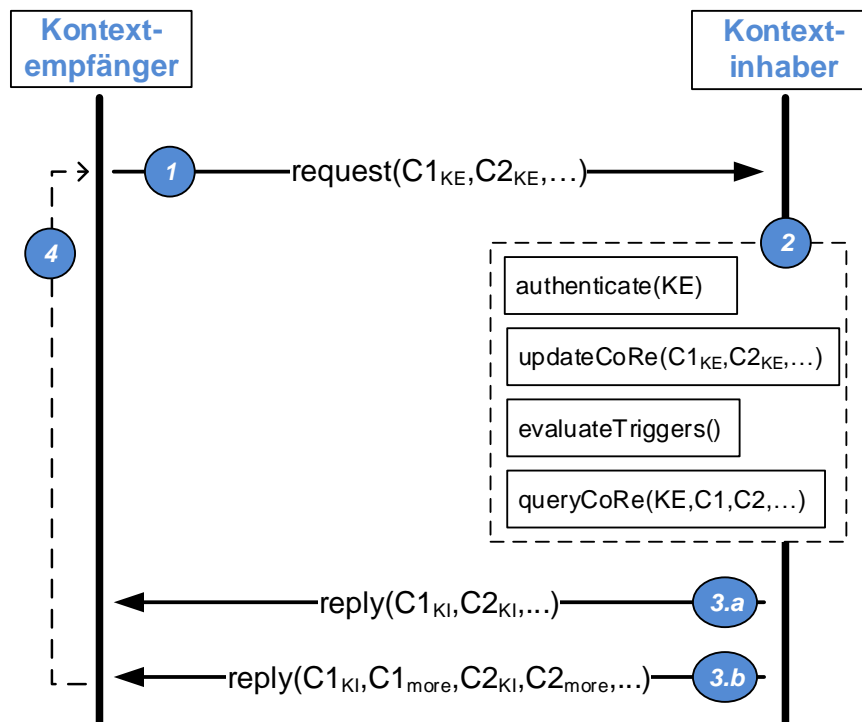 Kontext-
empfänger
Kontext-
inhaber
1
request(C1KE,C2KE,…)
2
4
authenticate(KE)
updateCoRe(C1KE,C2KE,…)
evaluateTriggers()
queryCoRe(KE,C1,C2,…)
reply(C1KI,C2KI,...)
3.a
reply(C1KI,C1more,C2KI,C2more,...)
3.b